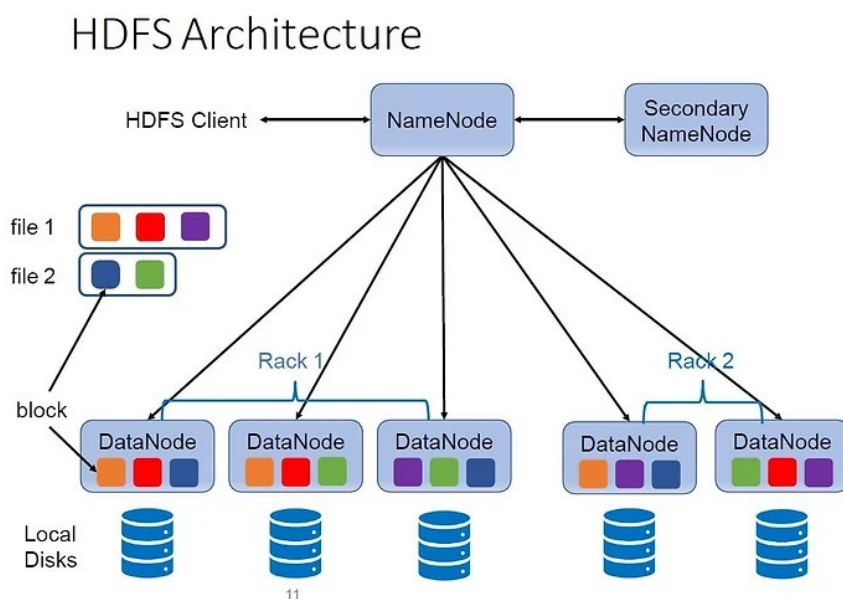 HDFS Architecture
HDFS Client
NameNode
Secondary
NameNode
file 1
file 2
Rack 1
Rack 2
block
DataNode
DataNode
DataNode
DataNode
DataNode
Local
Disks
11